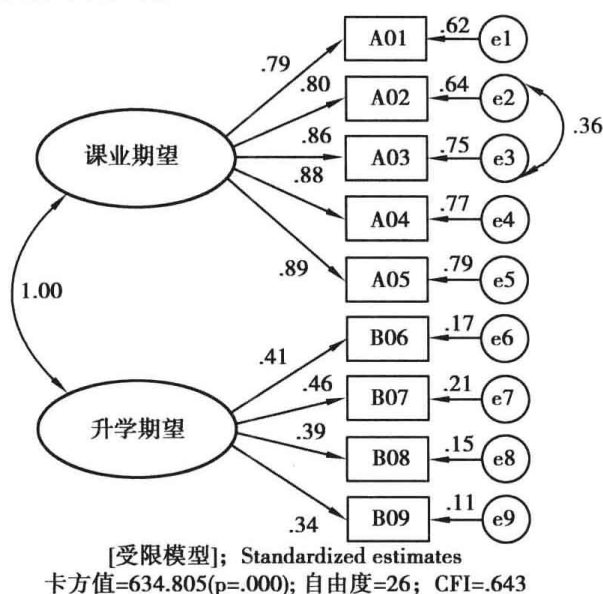 .62
A01
e1
.79
.80
.64
A02
e2
.36
课业期望
.86
.75
A03
e3
.88
.77
A04
e4
.89
.79
A05
e5
1.00
.17
B06
e6
.41
.46
.21
B07
e7
升学期望
.39
.15
B08
e8
.34
.11
B09
e9
[受限模型]；Standardized estimates
卡方值=634.805(p=.000); 自由度=26；CFI=.643